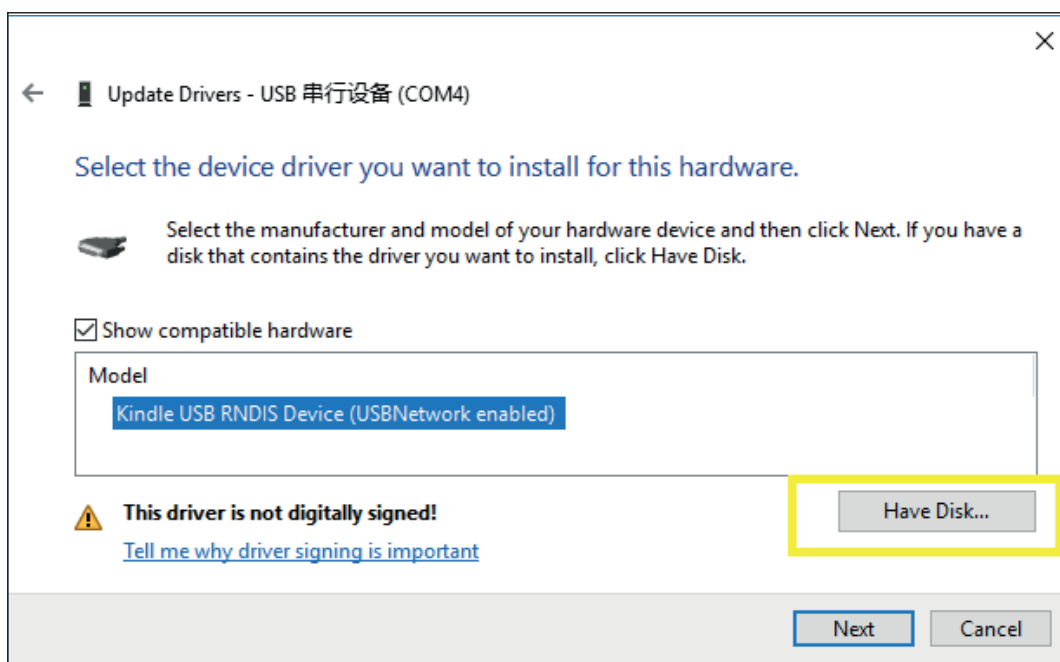 Update Drivers - USB 串行设备 (COM4)
Select the device driver you want to install for this hardware.
Select the manufacturer and model of your hardware device and then click Next. If you have a
disk that contains the driver you want to install, click Have Disk.
Show compatible hardware
Model
Kindle USB RNDIS Device (USBNetwork enabled)
This driver is not digitally signed!
Have Disk...
Tell me why driver signing is important
Next
Cancel